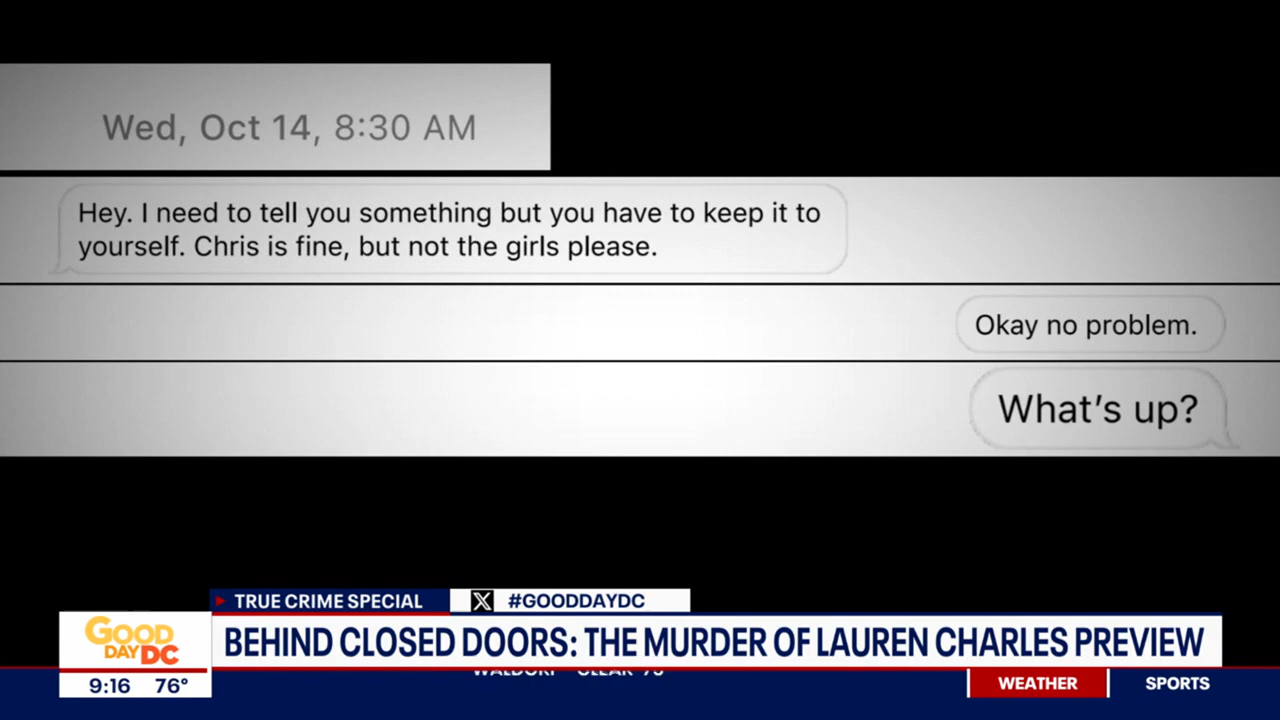 Wed, Oct 14, 8:30 AM
Hey. I need to tell you something but you have to keep it to
yourself. Chris is fine, but not the girls please.
Okay no problem.
What's up?
TRUE CRIME SPECIAL
#GOODDAYDC
GOOD
DAY DC
BEHIND CLOSED DOORS: THE MURDER OF LAUREN CHARLES PREVIEW
9:16 76°
WEATHER
SPORTS